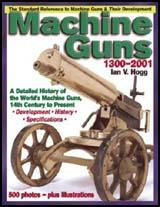 The Standard Reference to Machine Guns & Their Development
Machine
Guns
1300-2001
Ian V. Hogg
A Detailed History of
the World's Machine Guns,
14th Century to Present
• Development • History •
• Specifications •
500 photos – plus illustrations